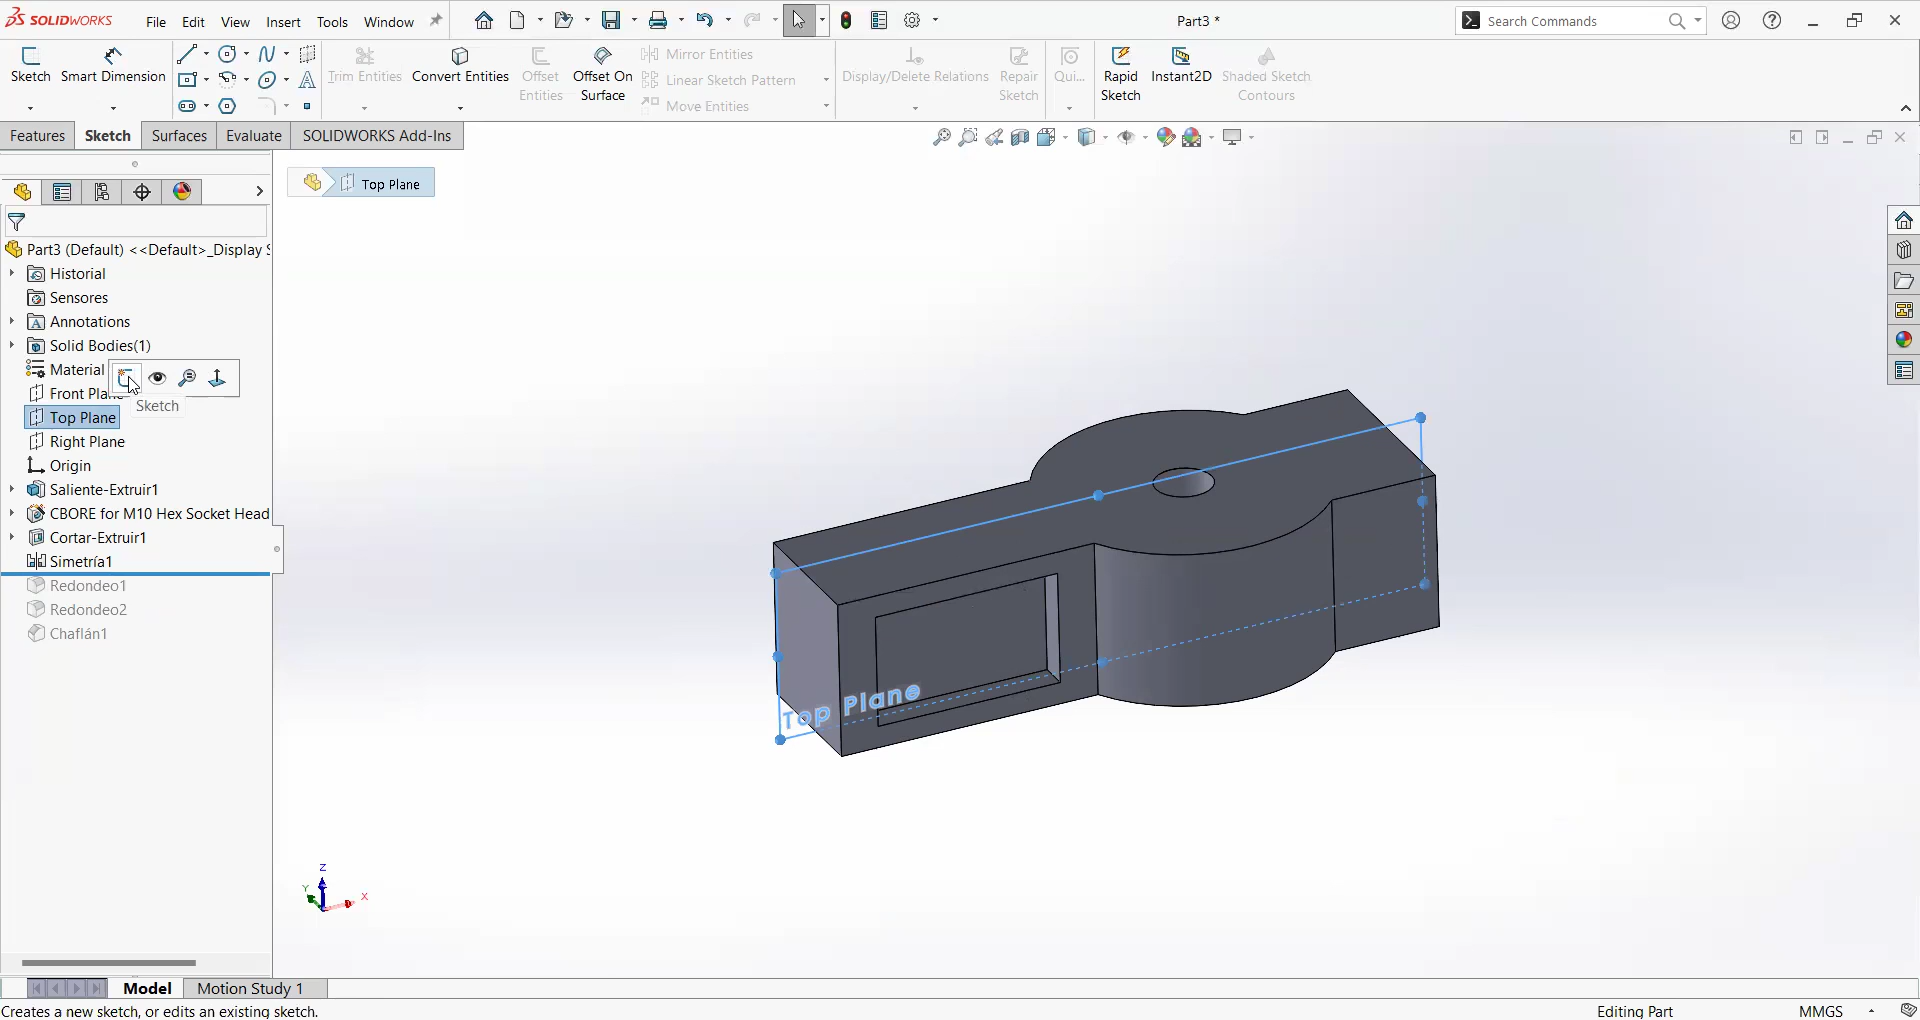 SOLIDWORKS File Edit View Insert Tools Window Part3 * Search Commands
Sketch Smart Dimension Trim Entities Convert Entities Offset Entities Offset On Surface Mirror Entities Linear Sketch Pattern Move Entities Display/Delete Relations Repair Sketch Qui... Rapid Sketch Instant2D Shaded Sketch Contours
Features Sketch Surfaces Evaluate SOLIDWORKS Add-Ins
Top Plane
Part3 (Default) <<Default>_Display S
Historial
Sensores
Annotations
Solid Bodies(1)
Material
Front Plane
Sketch
Top Plane
Right Plane
Origin
Saliente-Extruir1
CBORE for M10 Hex Socket Head
Cortar-Extruir1
Simetría1
Redondeo1
Redondeo2
Chaflán1
Top Plane
Z
Y
X
Model Motion Study 1
Creates a new sketch, or edits an existing sketch. Editing Part MMGS